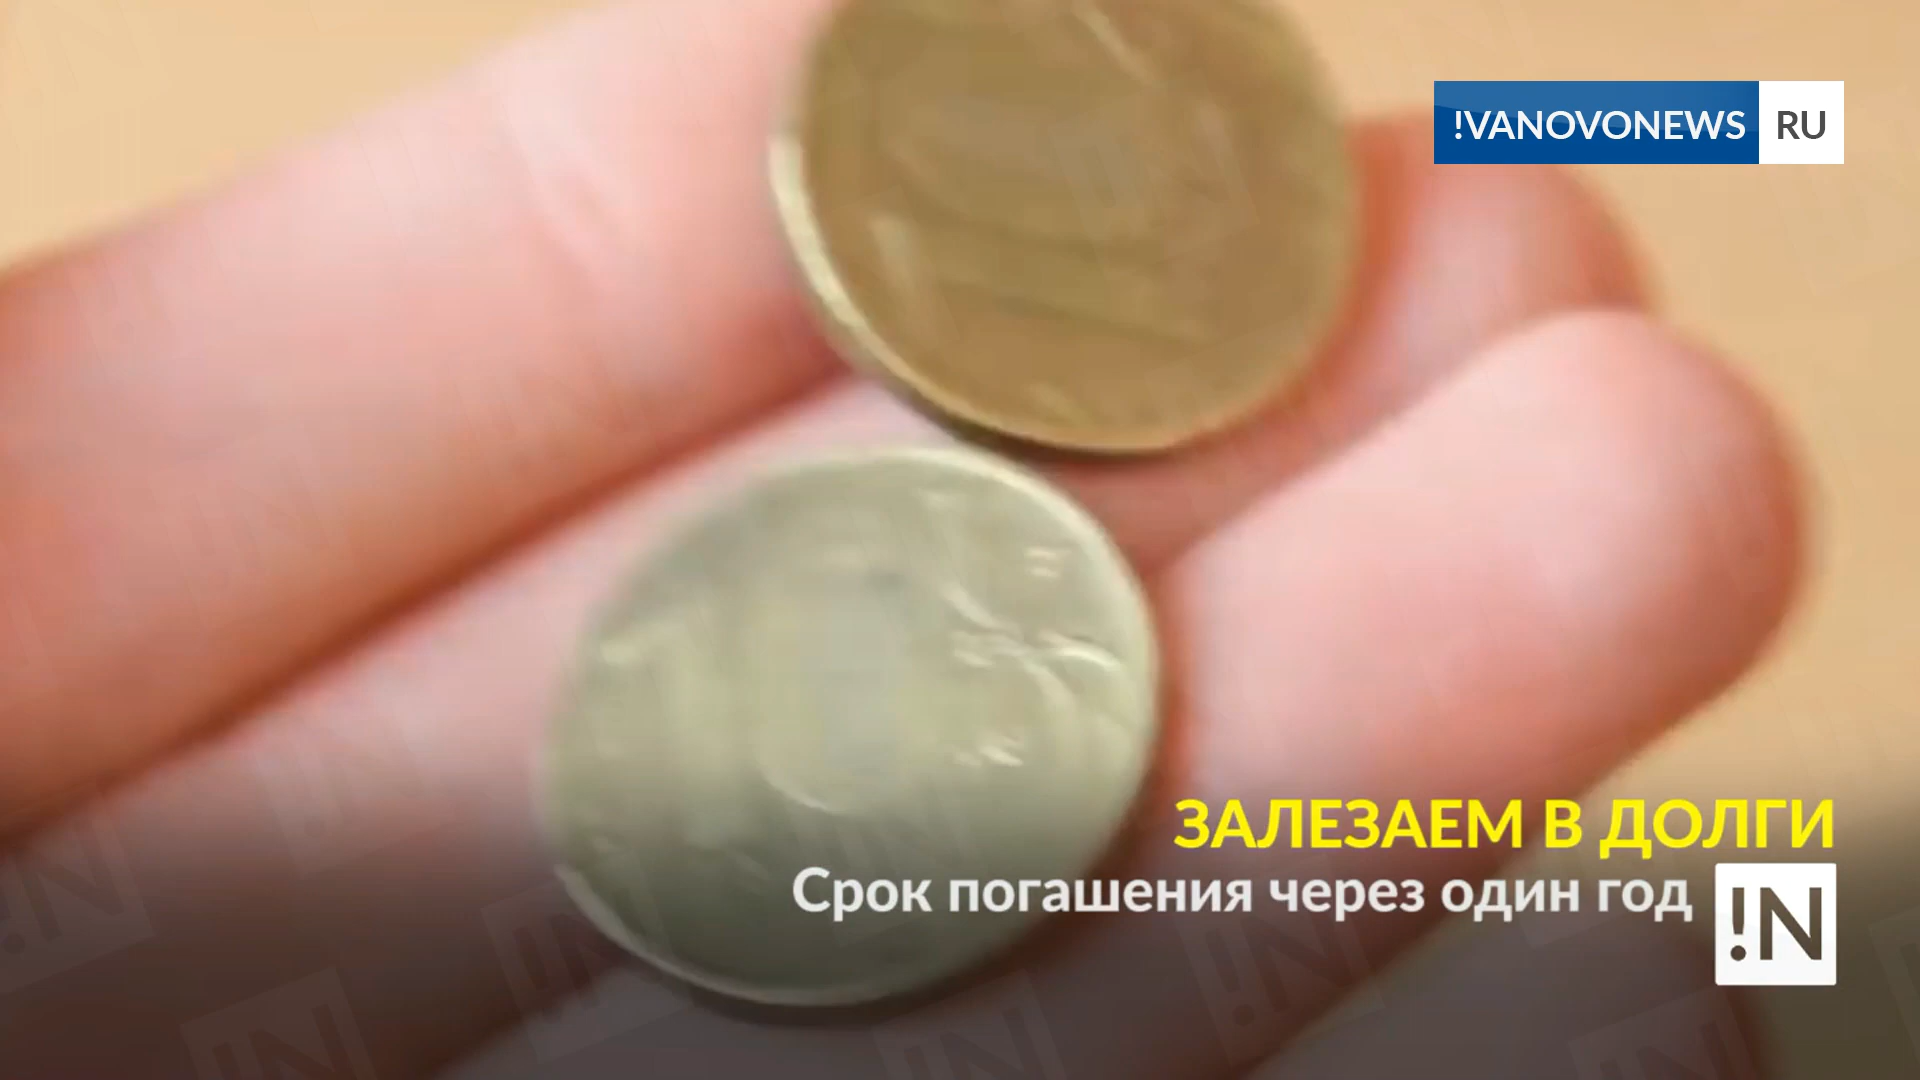 !VANOVONEWS RU
ЗАЛЕЗАЕМ В ДОЛГИ
Срок погашения через один год
!N